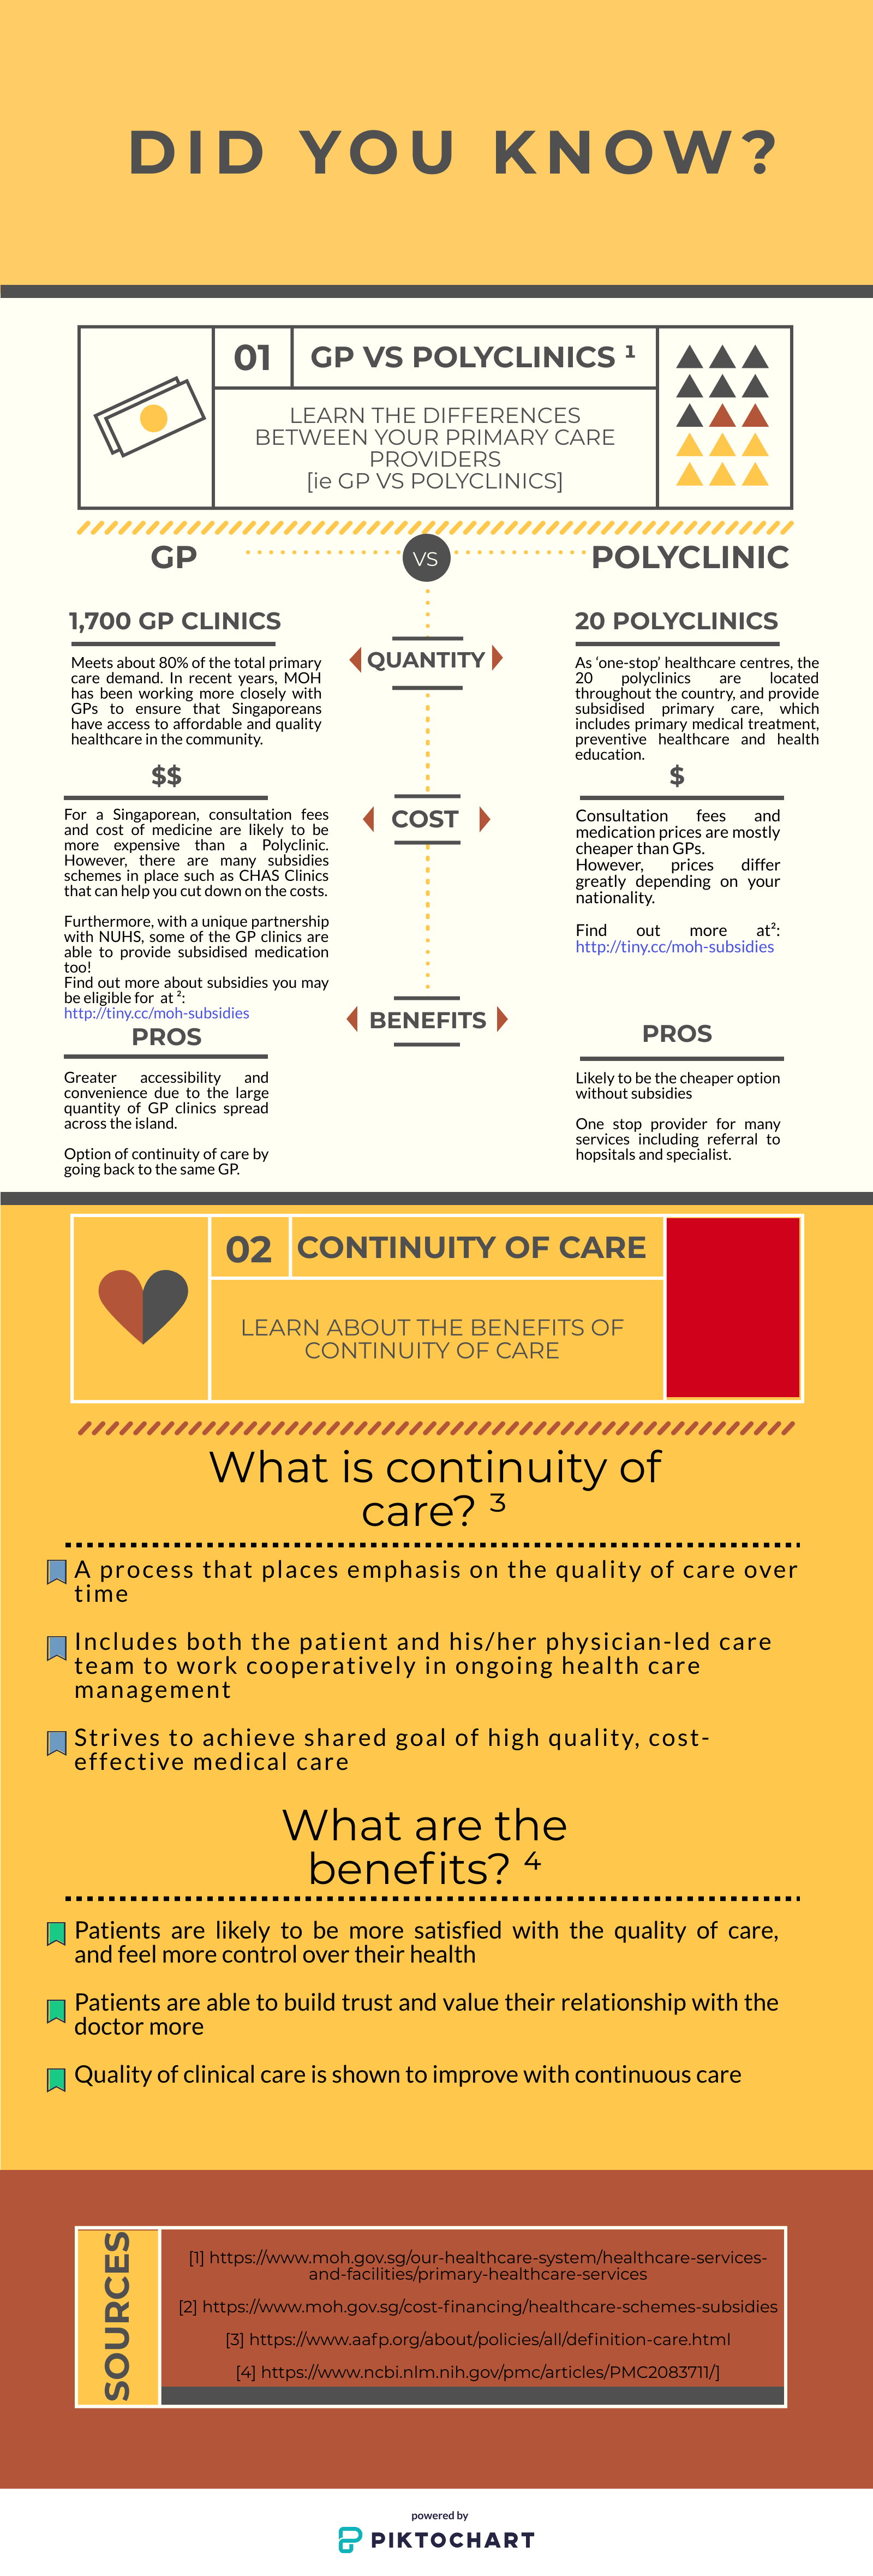 DID YOU KNOW?
01
GP VS POLYCLINICS ¹
LEARN THE DIFFERENCES
BETWEEN YOUR PRIMARY CARE
PROVIDERS
[ie GP VS POLYCLINICS]
GP
VS
POLYCLINIC
1,700 GP CLINICS
Meets about 80% of the total primary
care demand. In recent years, MOH
has been working more closely with
GPs to ensure that Singaporeans
have access to affordable and quality
healthcare in the community.
QUANTITY
20 POLYCLINICS
As ‘one-stop’ healthcare centres, the
20 polyclinics are located
throughout the country, and provide
subsidised primary care, which
includes primary medical treatment,
preventive healthcare and health
education.
$$
For a Singaporean, consultation fees
and cost of medicine are likely to be
more expensive than a Polyclinic.
However, there are many subsidies
schemes in place such as CHAS Clinics
that can help you cut down on the costs.
Furthermore, with a unique partnership
with NUHS, some of the GP clinics are
able to provide subsidised medication
too!
Find out more about subsidies you may
be eligible for at ²:
http://tiny.cc/moh-subsidies
COST
$
Consultation fees and
medication prices are mostly
cheaper than GPs.
However, prices differ
greatly depending on your
nationality.
Find out more at²:
http://tiny.cc/moh-subsidies
PROS
Greater accessibility and
convenience due to the large
quantity of GP clinics spread
across the island.
Option of continuity of care by
going back to the same GP.
BENEFITS
PROS
Likely to be the cheaper option
without subsidies
One stop provider for many
services including referral to
hopsitals and specialist.
02
CONTINUITY OF CARE
LEARN ABOUT THE BENEFITS OF
CONTINUITY OF CARE
What is continuity of
care? ³
A process that places emphasis on the quality of care over
time
Includes both the patient and his/her physician-led care
team to work cooperatively in ongoing health care
management
Strives to achieve shared goal of high quality, cost-
effective medical care
What are the
benefits? ⁴
Patients are likely to be more satisfied with the quality of care,
and feel more control over their health
Patients are able to build trust and value their relationship with the
doctor more
Quality of clinical care is shown to improve with continuous care
SOURCES
[1] https://www.moh.gov.sg/our-healthcare-system/healthcare-services-
and-facilities/primary-healthcare-services
[2] https://www.moh.gov.sg/cost-financing/healthcare-schemes-subsidies
[3] https://www.aafp.org/about/policies/all/definition-care.html
[4] https://www.ncbi.nlm.nih.gov/pmc/articles/PMC2083711/]
powered by
PIKTOCHART